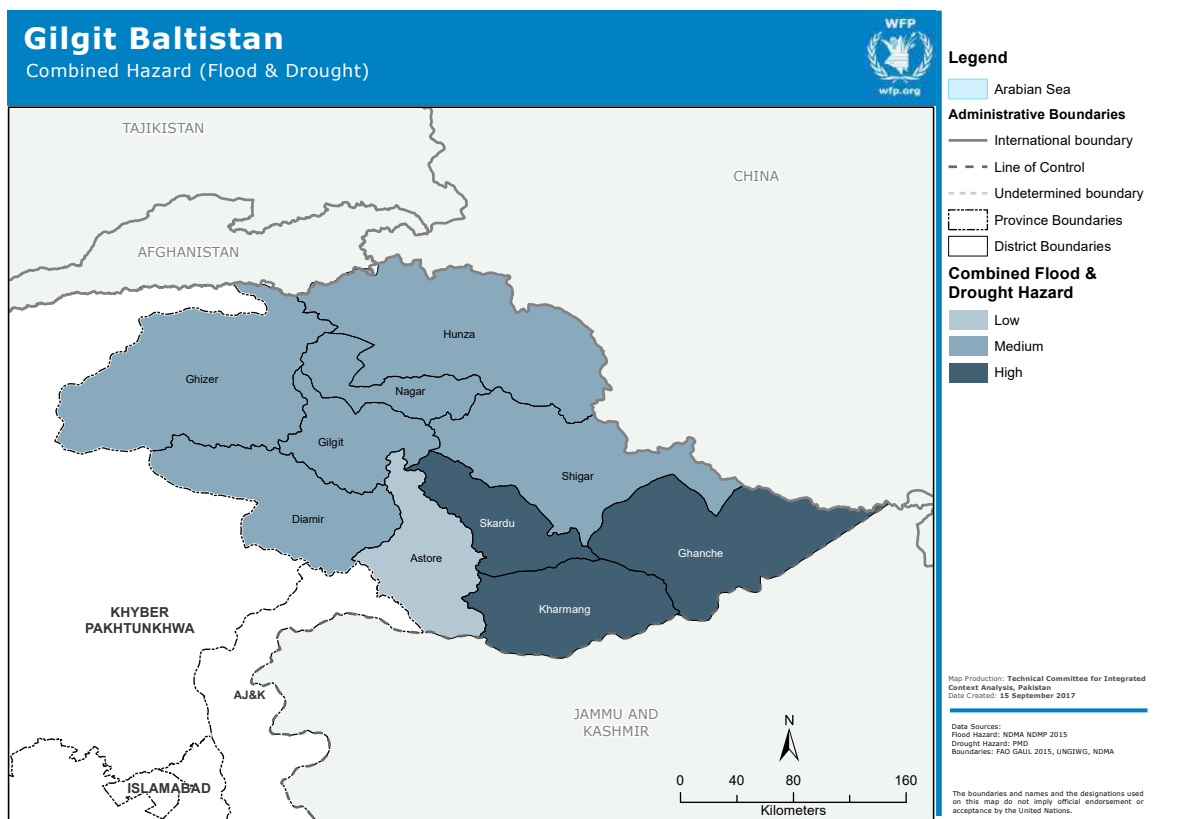 Gilgit Baltistan
Combined Hazard (Flood & Drought)
WFP
wfp.org
TAJIKISTAN
CHINA
AFGHANISTAN
Hunza
Ghizer
Nagar
Gilgit
Shigar
Diamir
Skardu
Ghanche
Astore
Kharmang
KHYBER
PAKHTUNKHWA
AJ&K
JAMMU AND
KASHMIR
ISLAMABAD
N
0 40 80 160
Kilometers
Legend
Arabian Sea
Administrative Boundaries
International boundary
Line of Control
Undetermined boundary
Province Boundaries
District Boundaries
Combined Flood &
Drought Hazard
Low
Medium
High
Map Production: Technical Committee for Integrated
Context Analysis, Pakistan
Date Created: 15 September 2017
Data Sources:
Flood Hazard: NDMA NDMP 2015
Drought Hazard: PMD
Boundaries: FAO GAUL 2015, UNGIWG, NDMA
The boundaries and names and the designations used
on this map do not imply official endorsement or
acceptance by the United Nations.